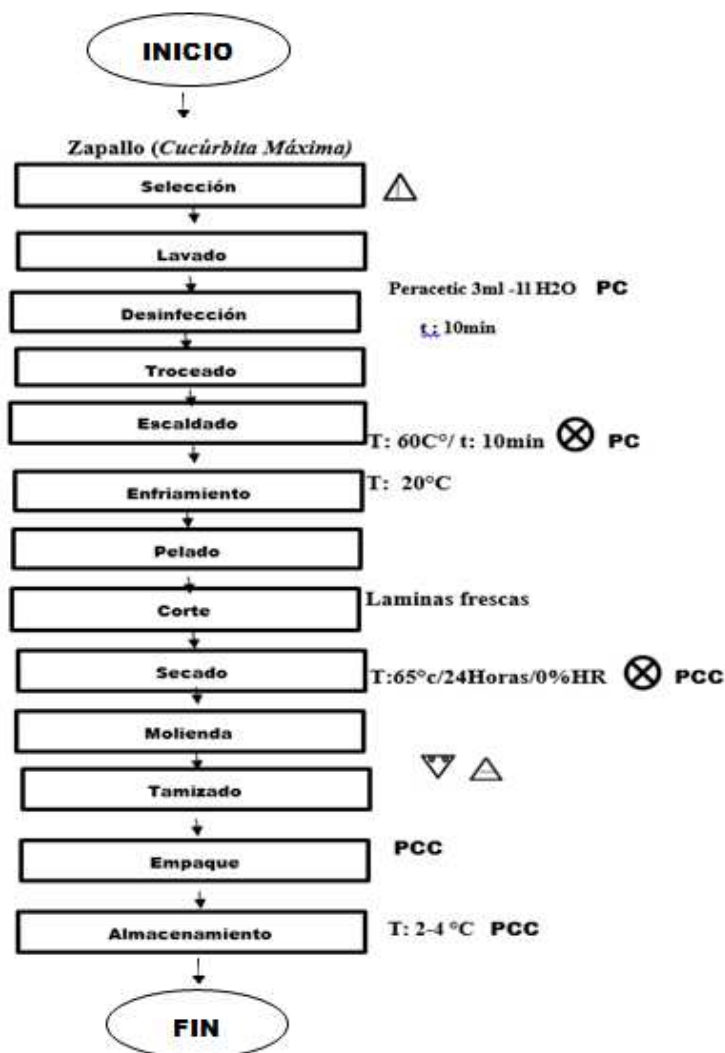 INICIO
Zapallo (Cucúrbita Máxima)
Selección
Lavado
Peracetic 3ml -1l H2O PC
Desinfección
t : 10min
Troceado
Escaldado
T: 60C°/ t: 10min PC
T: 20°C
Enfriamiento
Pelado
Laminas frescas
Corte
Secado
T:65°c/24Horas/0%HR PCC
Molienda
Tamizado
PCC
Empaque
Almacenamiento
T: 2-4 °C PCC
FIN